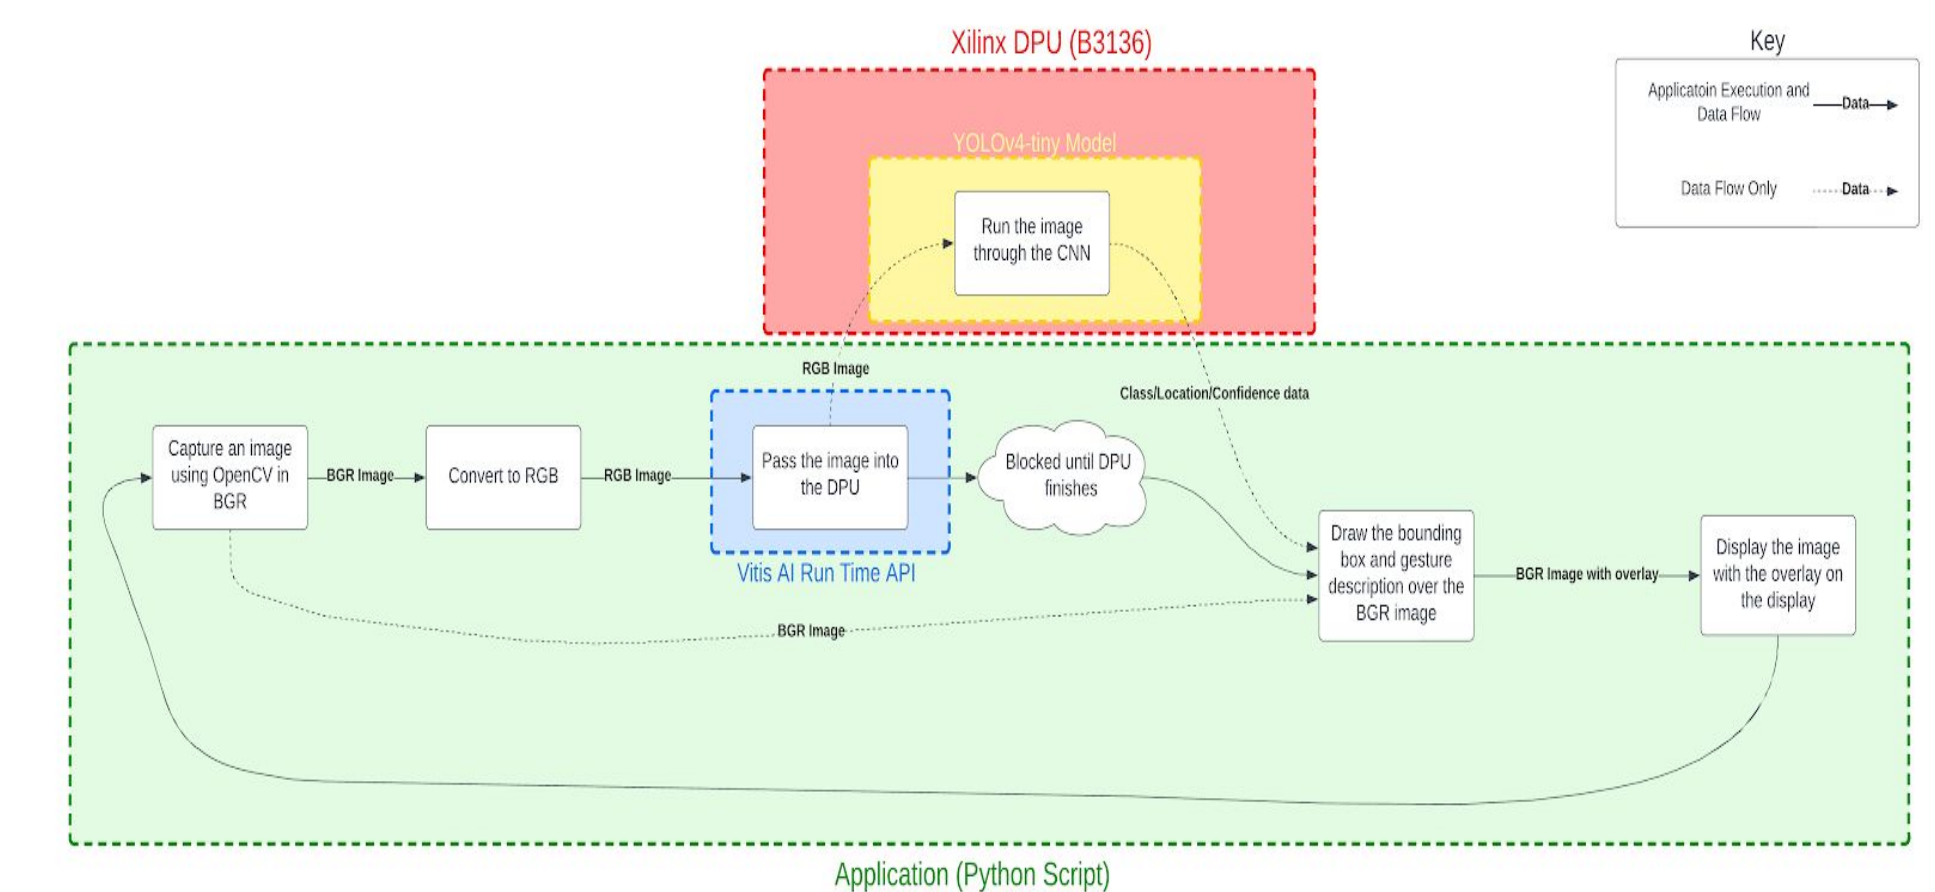 Xilinx DPU (B3136)
Key
Applicatoin Execution and
Data Flow
Data
Data Flow Only
Data
YOLOv4-tiny Model
Run the image
through the CNN
RGB Image
Class/Location/Confidence data
Capture an image
using OpenCV in
BGR
BGR Image
Convert to RGB
RGB Image
Pass the image into
the DPU
Blocked until DPU
finishes
Vitis AI Run Time API
BGR Image
Draw the bounding
box and gesture
description over the
BGR image
BGR Image with overlay
Display the image
with the overlay on
the display
Application (Python Script)